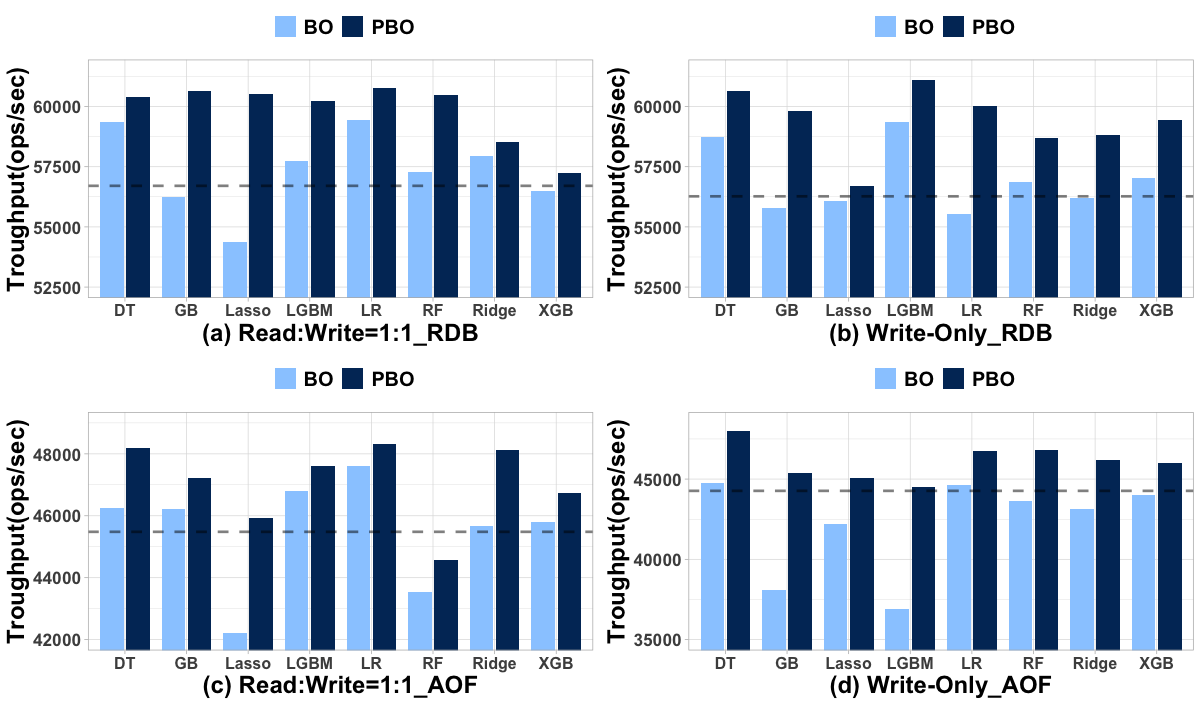 BO PBO
Troughput(ops/sec)
60000
57500
55000
52500
DT GB Lasso LGBM LR RF Ridge XGB
(a) Read:Write=1:1_RDB
BO PBO
Troughput(ops/sec)
60000
57500
55000
52500
DT GB Lasso LGBM LR RF Ridge XGB
(b) Write-Only_RDB
BO PBO
Troughput(ops/sec)
48000
46000
44000
42000
DT GB Lasso LGBM LR RF Ridge XGB
(c) Read:Write=1:1_AOF
BO PBO
Troughput(ops/sec)
45000
40000
35000
DT GB Lasso LGBM LR RF Ridge XGB
(d) Write-Only_AOF